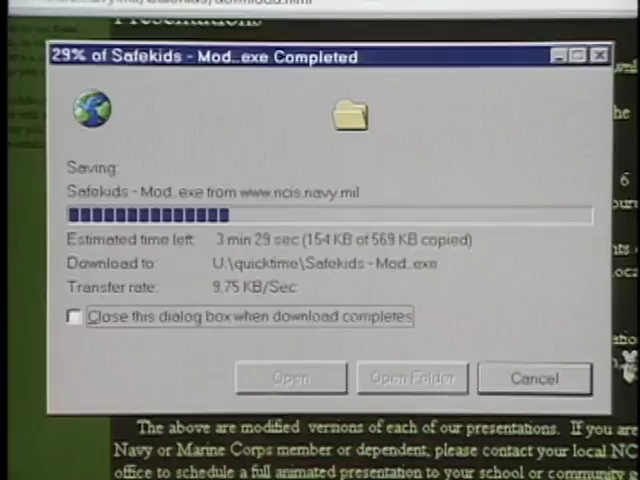 Presentations
29% of Safekids - Mod..exe Completed
Saving:
Safekids - Mod..exe from www.ncis.navy.mil
Estimated time left: 3 min 29 sec (154 KB of 569 KB copied)
Download to: U:\quicktime\Safekids - Mod..exe
Transfer rate: 9.75 KB/Sec
Close this dialog box when download completes
Open Open Folder Cancel
the
6
The above are modified versions of each of our presentations. If you are
Navy or Marine Corps member or dependent, please contact your local NC
office to schedule a full animated presentation to your school or community